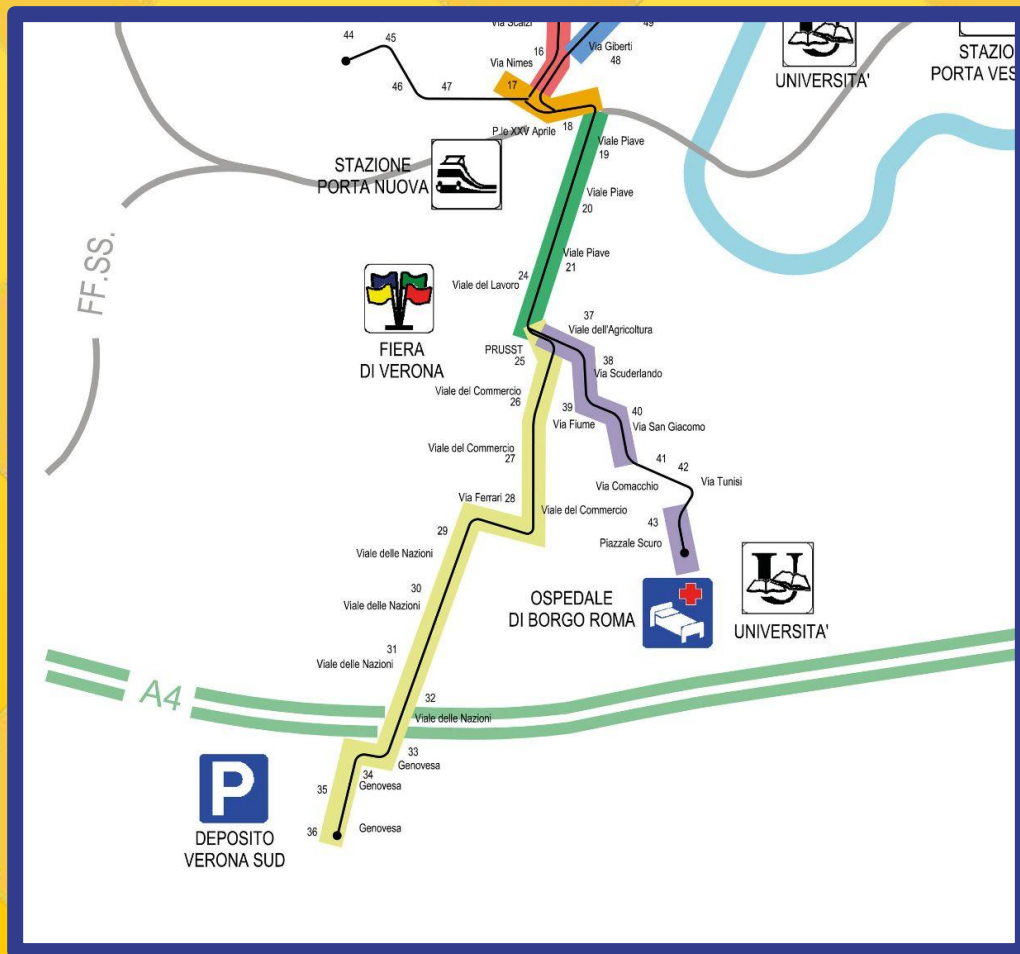 Via Scalzi
49
44
45
16
Via Giberti
48
UNIVERSITA'
STAZIO
PORTA VES
Via Nimes
17
46
47
P.le XXV Aprile
18
Viale Piave
19
STAZIONE
PORTA NUOVA
Viale Piave
20
FF.SS.
Viale Piave
21
24
Viale del Lavoro
37
Viale dell'Agricoltura
FIERA
DI VERONA
PRUSST
25
38
Via Scuderlando
Viale del Commercio
26
39
Via Fiume
40
Via San Giacomo
Viale del Commercio
27
41
42
Via Comacchio
Via Tunisi
Via Ferrari 28
Viale del Commercio
29
43
Viale delle Nazioni
Piazzale Scuro
30
Viale delle Nazioni
OSPEDALE
DI BORGO ROMA
UNIVERSITA'
31
Viale delle Nazioni
A4
32
Viale delle Nazioni
33
Genovesa
34
Genovesa
35
P
36
Genovesa
DEPOSITO
VERONA SUD